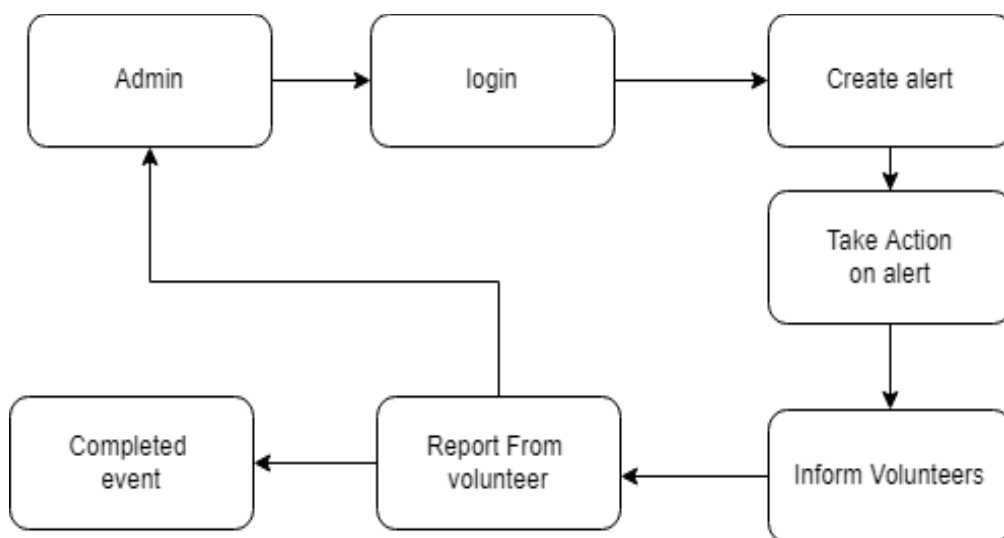 Admin
login
Create alert
Take Action
on alert
Inform Volunteers
Report From
volunteer
Completed
event